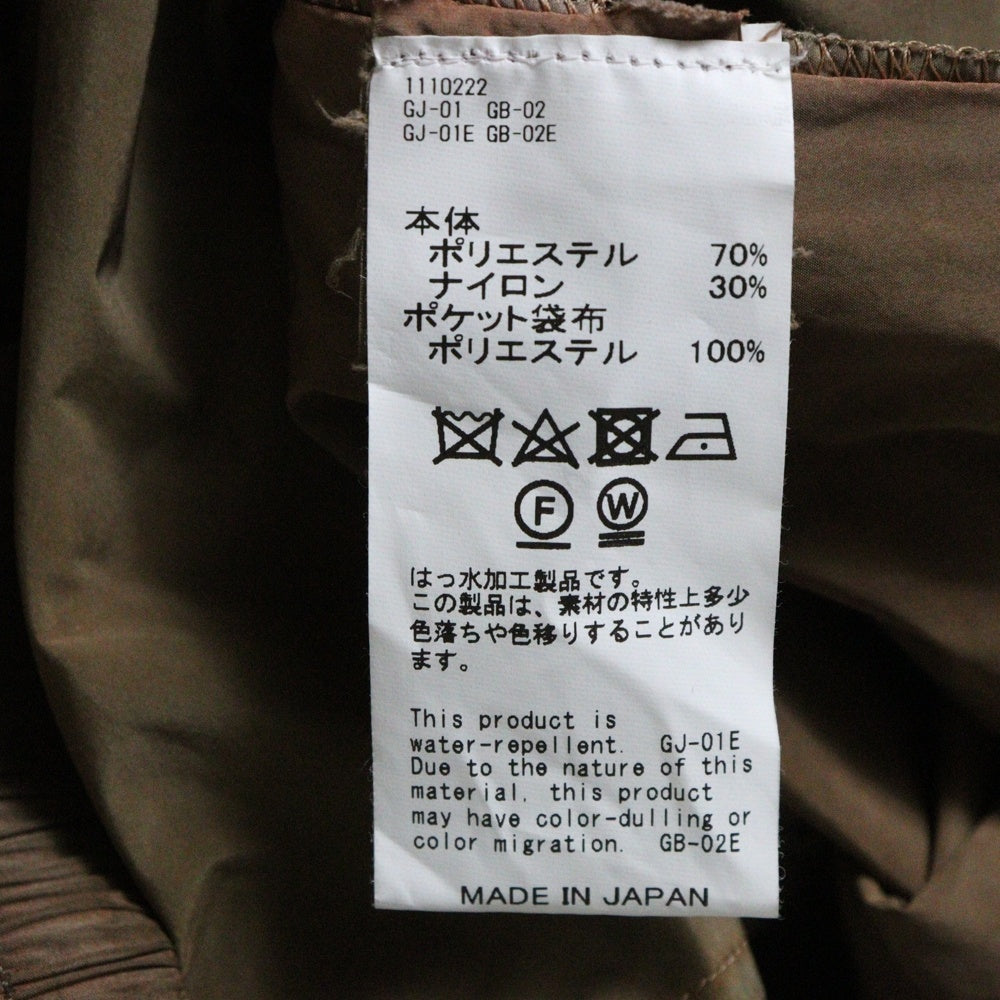 1110222
GJ-01 GB-02
GJ-01E GB-02E
本体
ポリエステル 70%
ナイロン 30%
ポケット袋布
ポリエステル 100%
F W
はっ水加工製品です。
この製品は、素材の特性上多少
色落ちや色移りすることがあり
ます。
This product is
water-repellent. GJ-01E
Due to the nature of this
material, this product
may have color-dulling or
color migration. GB-02E
MADE IN JAPAN